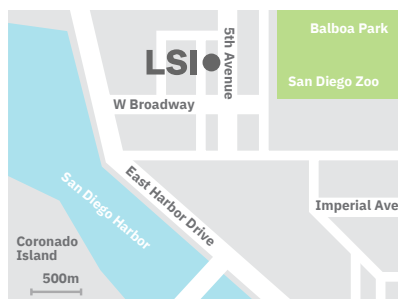 Balboa Park
5th Avenue
LSI
San Diego Zoo
W Broadway
East Harbor Drive
San Diego Harbor
Imperial Ave
Coronado
Island
500m